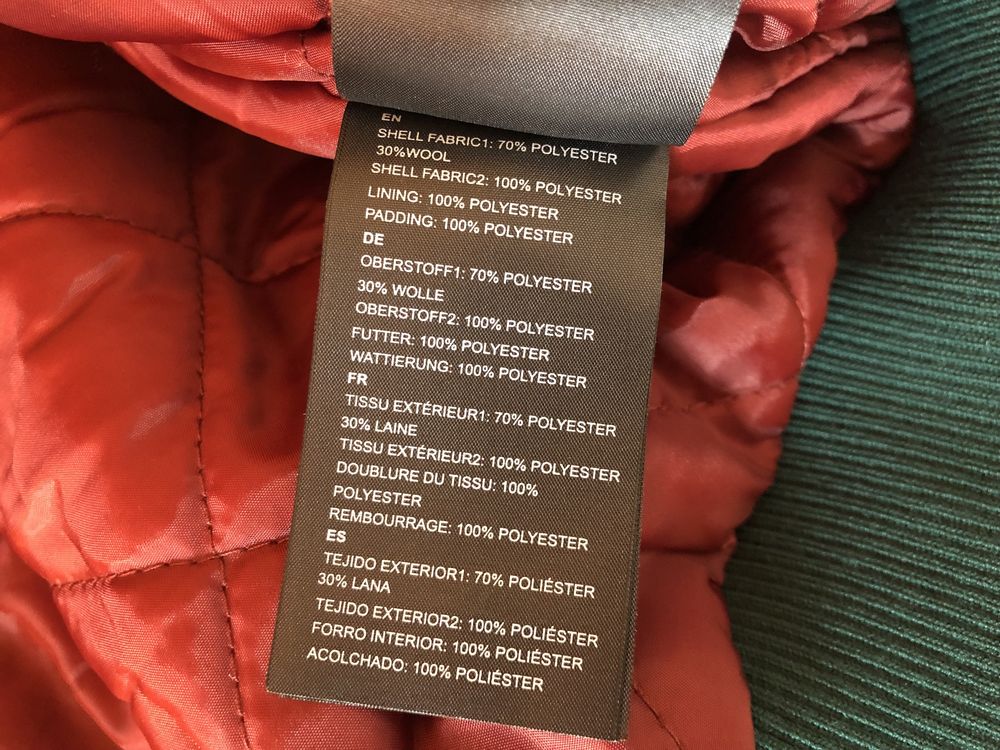 EN
SHELL FABRIC1: 70% POLYESTER
30%WOOL
SHELL FABRIC2: 100% POLYESTER
LINING: 100% POLYESTER
PADDING: 100% POLYESTER
DE
OBERSTOFF1: 70% POLYESTER
30% WOLLE
OBERSTOFF2: 100% POLYESTER
FUTTER: 100% POLYESTER
WATTIERUNG: 100% POLYESTER
FR
TISSU EXTÉRIEUR1: 70% POLYESTER
30% LAINE
TISSU EXTÉRIEUR2: 100% POLYESTER
DOUBLURE DU TISSU: 100%
POLYESTER
REMBOURRAGE: 100% POLYESTER
ES
TEJIDO EXTERIOR1: 70% POLIÉSTER
30% LANA
TEJIDO EXTERIOR2: 100% POLIÉSTER
FORRO INTERIOR: 100% POLIÉSTER
ACOLCHADO: 100% POLIÉSTER